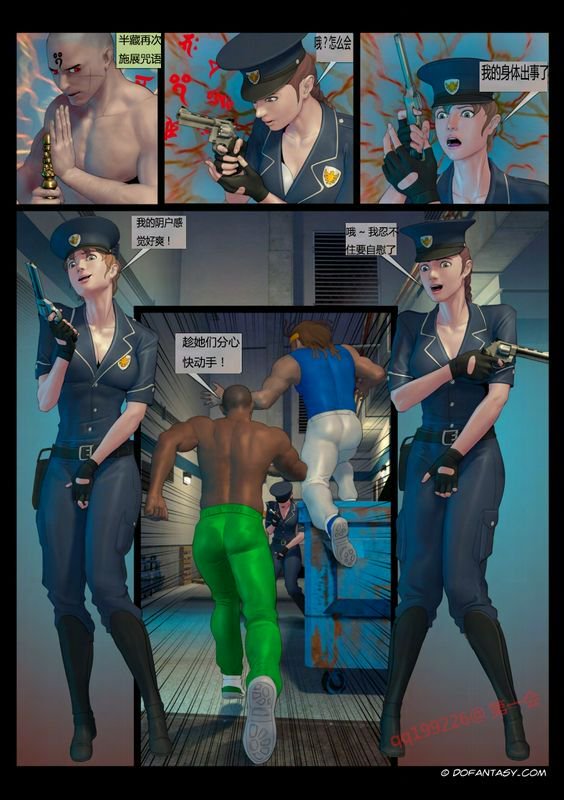 半藏再次
施展咒语
哦？怎么会
我的身体出事了
我的阴户感
觉好爽！
哦～我忍不
住要自慰了
趁她们分心
快动手！
qq199226@ 第一会
© DOFANTASY.COM